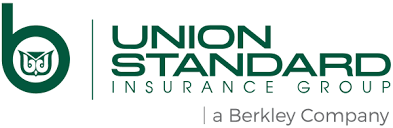 b
UNION
STANDARD
INSURANCE GROUP
a Berkley Company